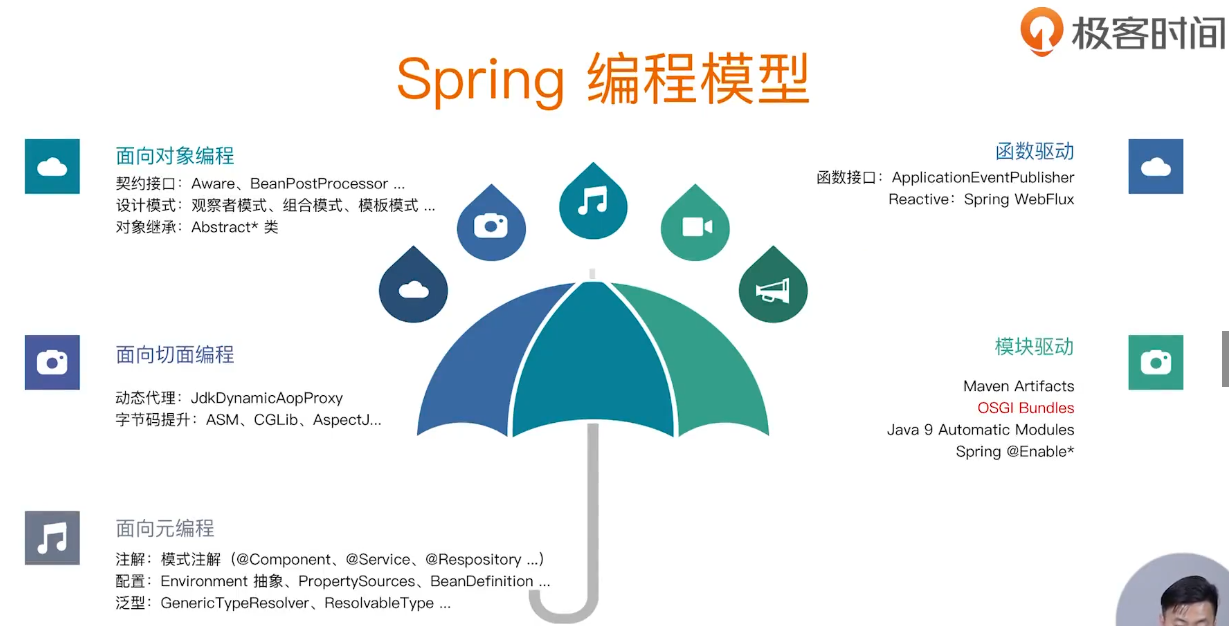 极客时间
Spring 编程模型
面向对象编程
契约接口：Aware、BeanPostProcessor ...
设计模式：观察者模式、组合模式、模板模式 ...
对象继承：Abstract* 类
面向切面编程
动态代理：JdkDynamicAopProxy
字节码提升：ASM、CGLib、AspectJ...
面向元编程
注解：模式注解（@Component、@Service、@Respository ...）
配置：Environment 抽象、PropertySources、BeanDefinition ...
泛型：GenericTypeResolver、ResolvableType ...
函数驱动
函数接口：ApplicationEventPublisher
Reactive：Spring WebFlux
模块驱动
Maven Artifacts
OSGI Bundles
Java 9 Automatic Modules
Spring @Enable*